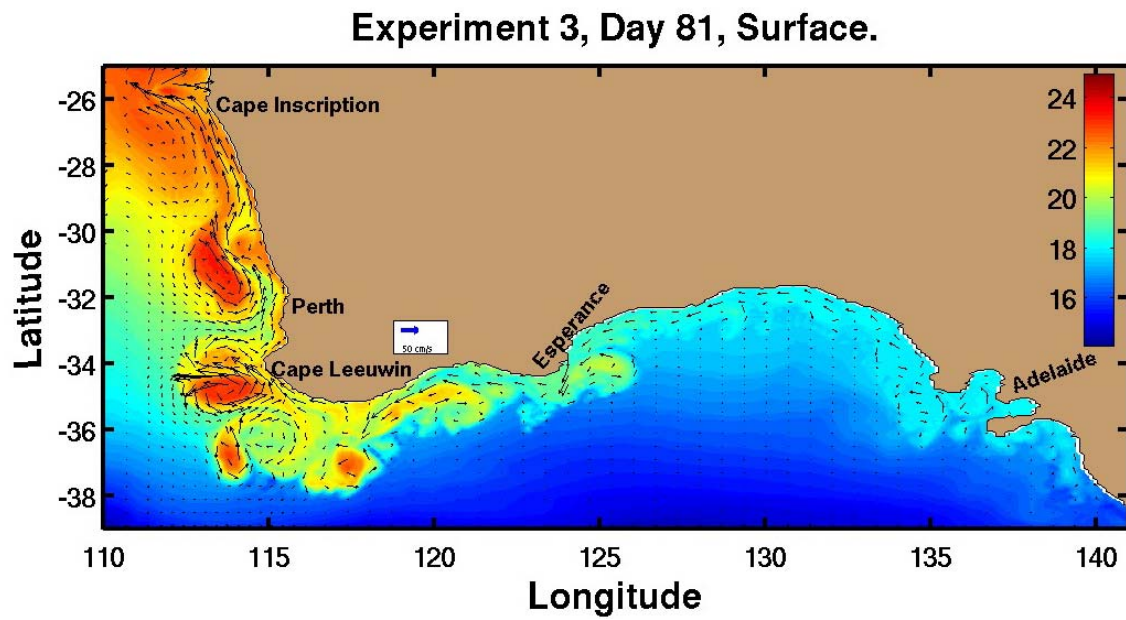 Experiment 3, Day 81, Surface.
Latitude
-26
-28
-30
-32
-34
-36
-38
Cape Inscription
Perth
50 cm/s
Cape Leeuwin
Esperance
Adelaide
24
22
20
18
16
110
115
120
125
130
135
140
Longitude